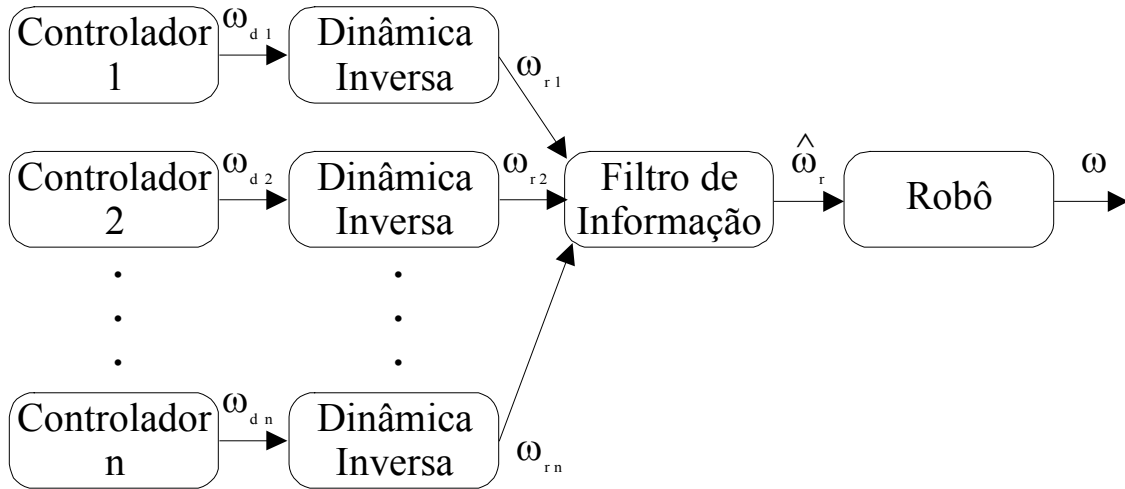 Controlador
1
ω d 1
Dinâmica
Inversa
ω r 1
Controlador
2
ω d 2
Dinâmica
Inversa
ω r 2
Filtro de
Informação
ω̂ r
Robô
ω
Controlador
n
ω d n
Dinâmica
Inversa
ω r n